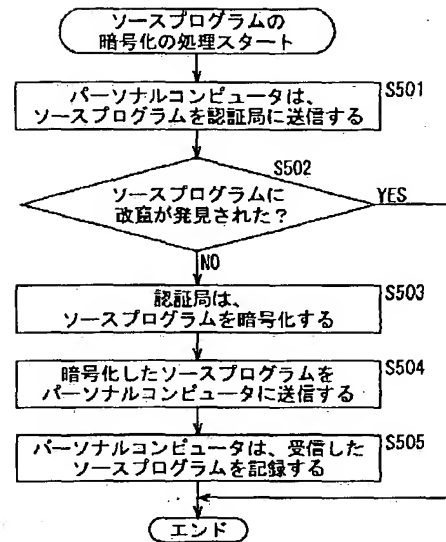 ソースプログラムの
暗号化の処理スタート
パーソナルコンピュータは、
ソースプログラムを認証局に送信する
S501
S502
ソースプログラムに
改竄が発見された?
YES
NO
認証局は、
ソースプログラムを暗号化する
S503
暗号化したソースプログラムを
パーソナルコンピュータに送信する
S504
パーソナルコンピュータは、受信した
ソースプログラムを記録する
S505
エンド